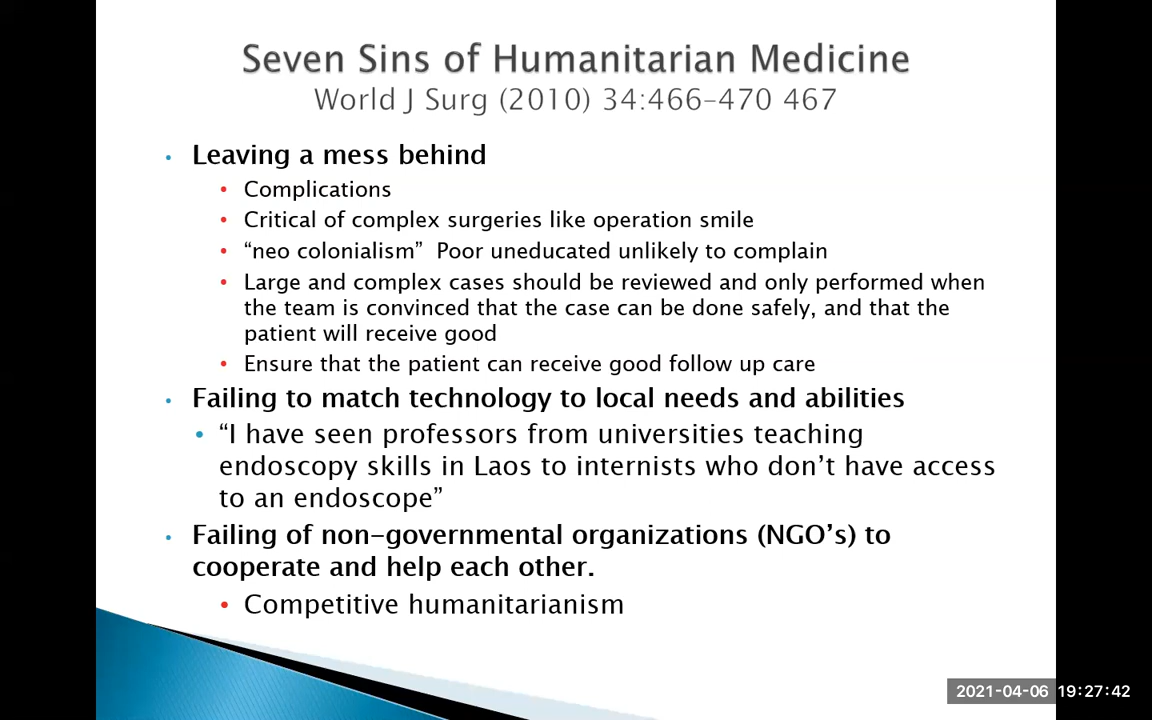 Seven Sins of Humanitarian Medicine
World J Surg (2010) 34:466–470 467
• Leaving a mess behind
• Complications
• Critical of complex surgeries like operation smile
• “neo colonialism”  Poor uneducated unlikely to complain
• Large and complex cases should be reviewed and only performed when
the team is convinced that the case can be done safely, and that the
patient will receive good
• Ensure that the patient can receive good follow up care
• Failing to match technology to local needs and abilities
• “I have seen professors from universities teaching
endoscopy skills in Laos to internists who don’t have access
to an endoscope”
• Failing of non-governmental organizations (NGO’s) to
cooperate and help each other.
• Competitive humanitarianism
2021-04-06 19:27:42